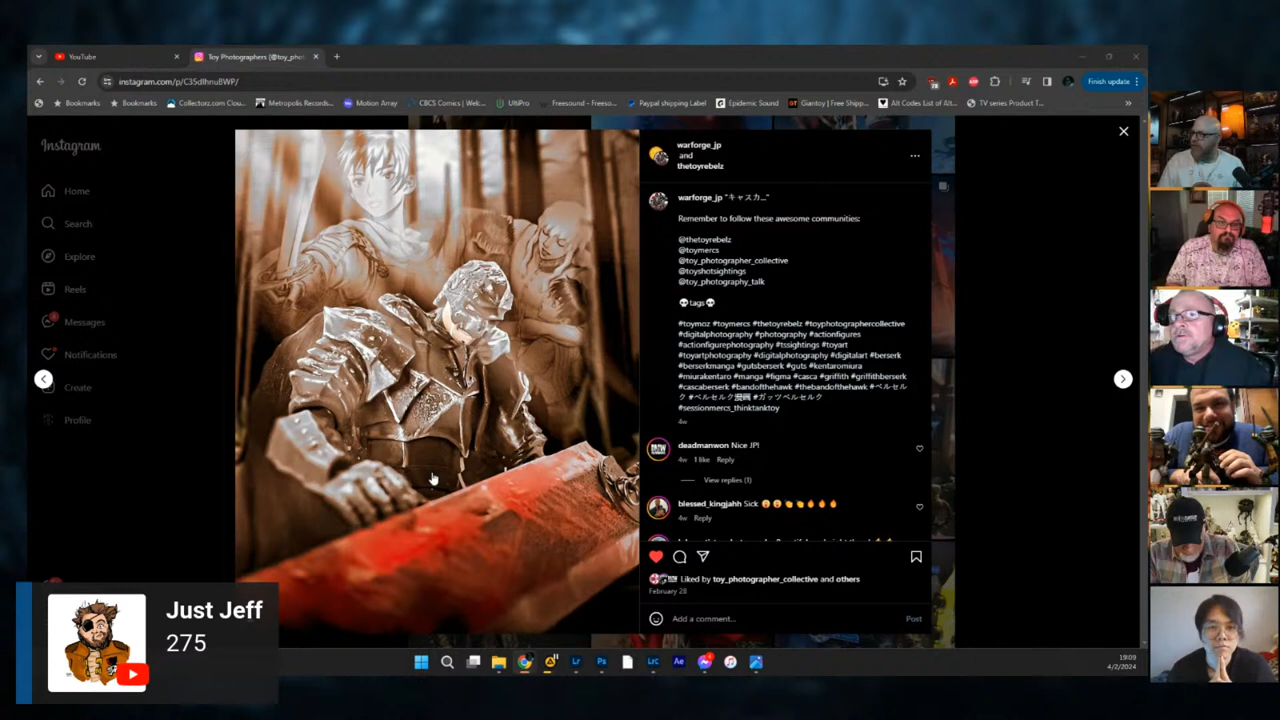 YouTube
Toy Photographers (@toy_phot
instagram.com/p/C35dlhnuBWP/
Finish update
Bookmarks
Bookmarks
Collectorz.com Clou...
Metropolis Records...
Motion Array
CBCS Comics | Welc...
UltiPro
Freesound - Freeso...
Paypal shipping Label
Epidemic Sound
Giantoy | Free Shipp...
Alt Codes List of Alt...
TV series Product T...
Instagram
Home
Search
Explore
Reels
Messages
Notifications
Create
Profile
warforge_jp
and
thetoyrebelz
warforge_jp "キャスカ..."
Remember to follow these awesome communities:
@thetoyrebelz
@toymercs
@toy_photographer_collective
@toyshotsightings
@toy_photography_talk
💀tags💀
#toymoz #toymercs #thetoyrebelz #toyphotographercollective
#digitalphotography #photography #actionfigures
#actionfigurephotography #tssightings #toyart
#toyartphotography #digitalphotography #digitalart #berserk
#berserkmanga #gutsberserk #guts #kentaromiura
#miurakentaro #manga #figma #casca #griffith #griffithberserk
#cascaberserk #bandofthehawk #thebandofthehawk #ベルセル
ク #ベルセルク漫画 #ガッツベルセルク
#sessionmercs_thinktanktoy
4w
deadmanwon Nice JP!
4w 1 like Reply
View replies (1)
blessed_kingjahh Sick
4w Reply
Liked by toy_photographer_collective and others
February 28
Add a comment...
Post
Just Jeff
275
19:09
4/2/2024